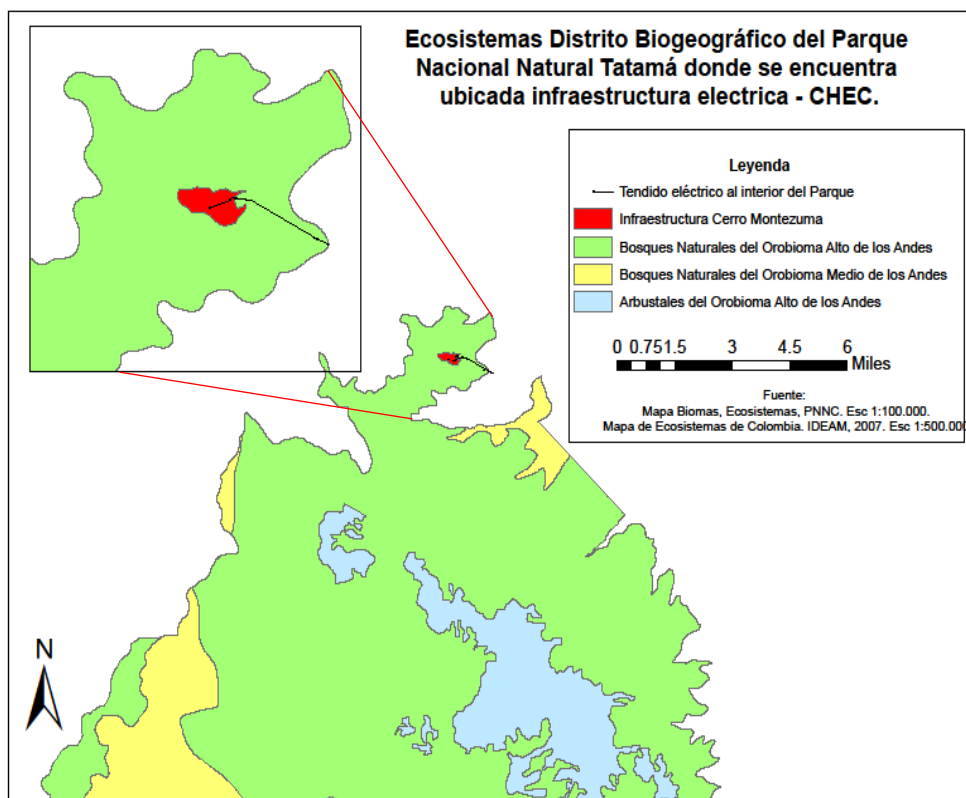 Ecosistemas Distrito Biogeográfico del Parque
Nacional Natural Tatamá donde se encuentra
ubicada infraestructura electrica - CHEC.
Leyenda
Tendido eléctrico al interior del Parque
Infraestructura Cerro Montezuma
Bosques Naturales del Orobioma Alto de los Andes
Bosques Naturales del Orobioma Medio de los Andes
Arbustales del Orobioma Alto de los Andes
0 0.75 1.5 3 4.5 6
Miles
Fuente:
Mapa Biomas, Ecosistemas, PNNC. Esc 1:100.000.
Mapa de Ecosistemas de Colombia. IDEAM, 2007. Esc 1:500.000
N